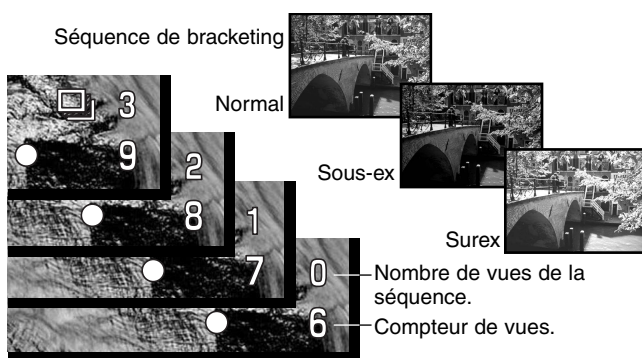 Séquence de bracketing
Normal
Sous-ex
Surex
3
9
2
8
1
7
0
6
Nombre de vues de la
séquence.
Compteur de vues.